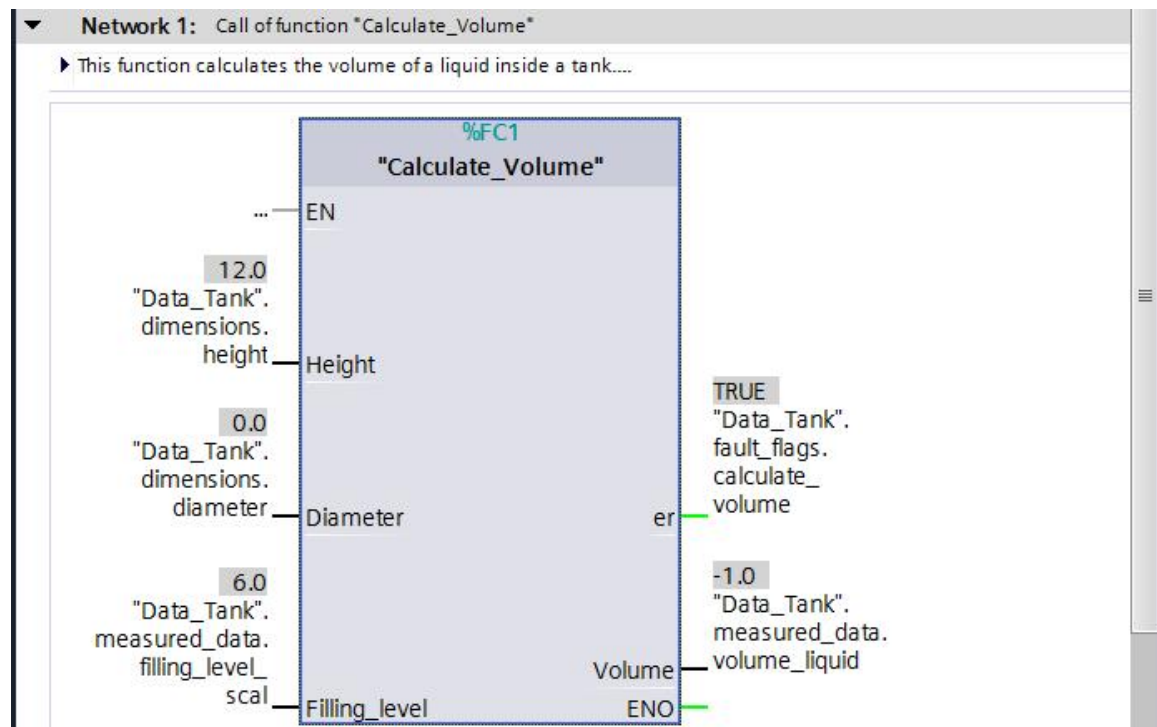 Network 1: Call of function "Calculate_Volume"
This function calculates the volume of a liquid inside a tank....
%FC1
"Calculate_Volume"
... EN
12.0
"Data_Tank".
dimensions.
height Height
0.0
"Data_Tank".
dimensions.
diameter Diameter
6.0
"Data_Tank".
measured_data.
filling_level_
scal Filling_level
TRUE
"Data_Tank".
fault_flags.
calculate_
er volume
-1.0
"Data_Tank".
measured_data.
Volume volume_liquid
ENO